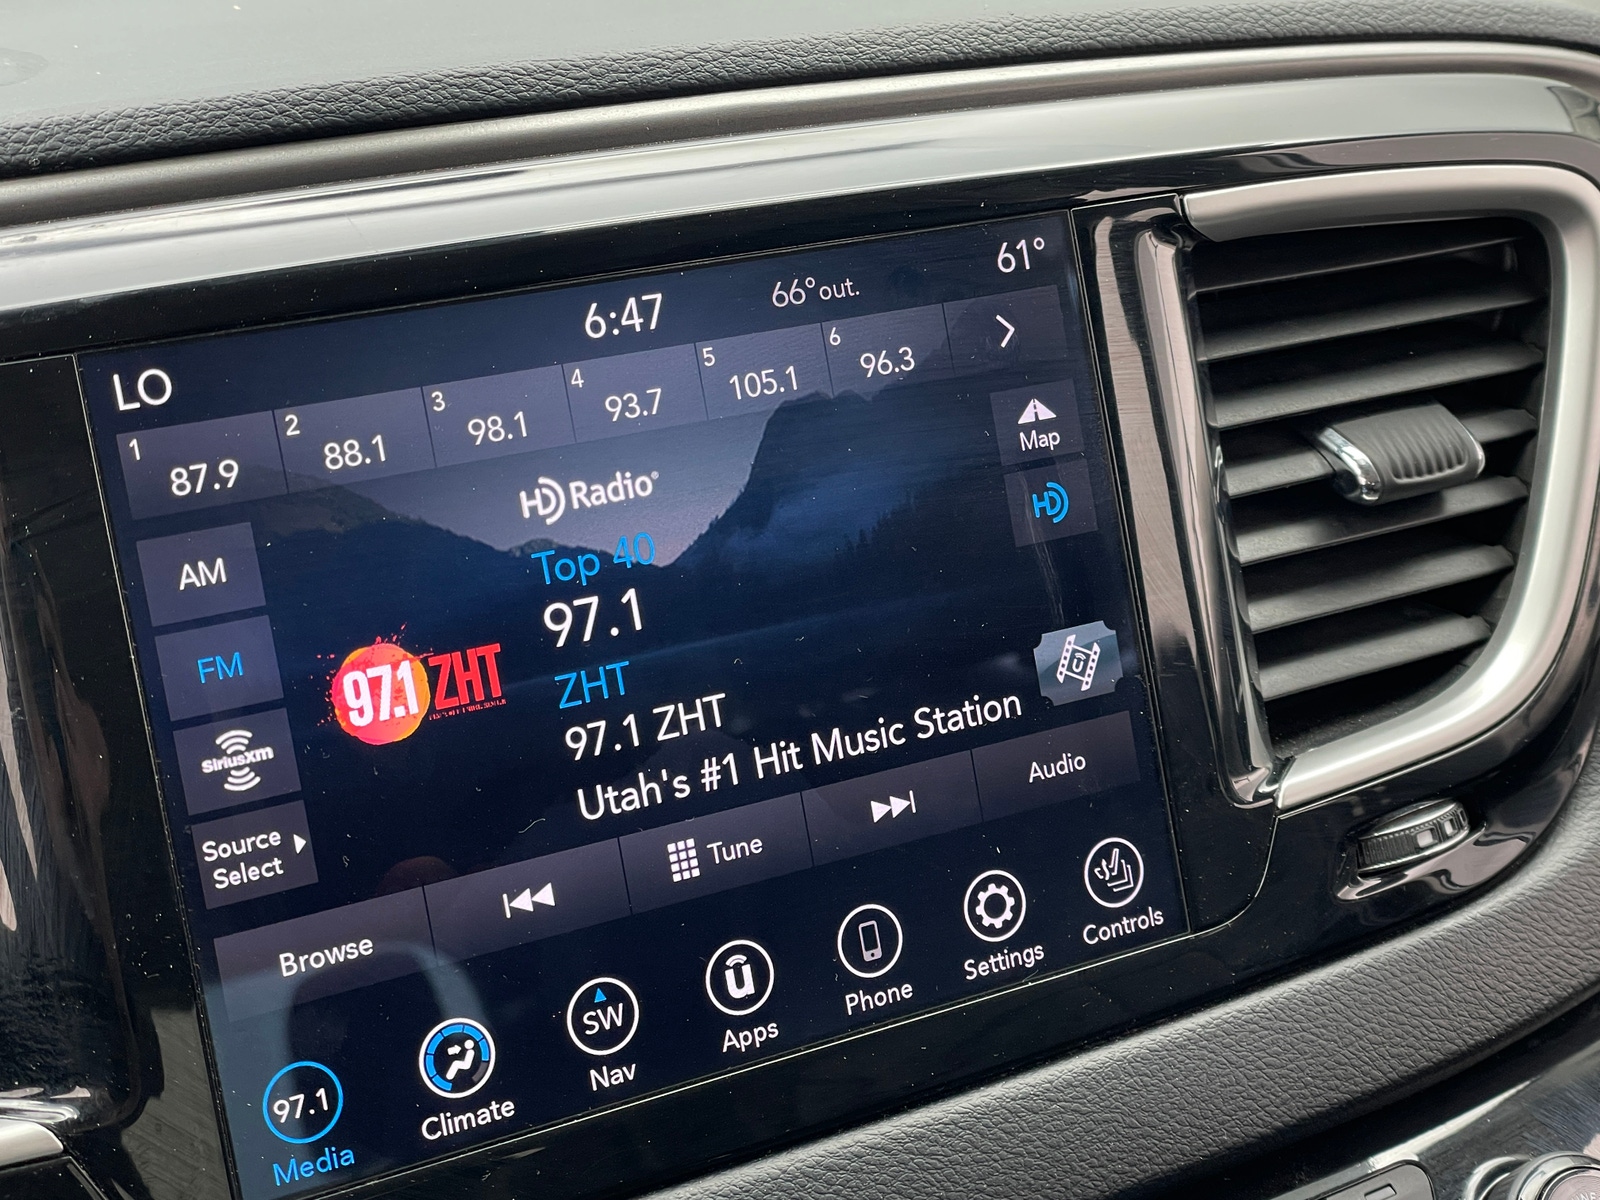 LO
6:47
66° out.
61°
1 87.9
2 88.1
3 98.1
4 93.7
5 105.1
6 96.3
HD Radio®
Map
HD
AM
Top 40
97.1
FM
97.1 ZHT
ZHT
97.1 ZHT
SiriusXm
Utah's #1 Hit Music Station
Source
Select
Browse
Tune
Audio
97.1
Media
Climate
SW
Nav
Apps
Phone
Settings
Controls